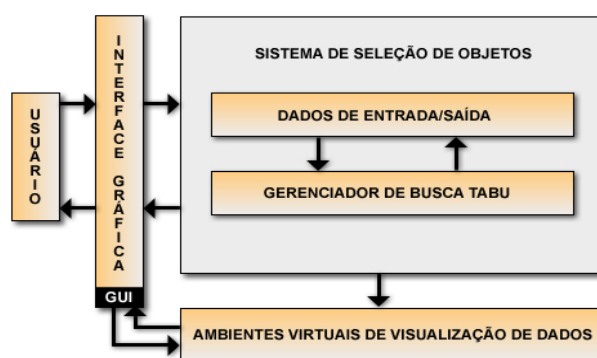 USUÁRIO
INTERFACE GRÁFICA
GUI
SISTEMA DE SELEÇÃO DE OBJETOS
DADOS DE ENTRADA/SAÍDA
GERENCIADOR DE BUSCA TABU
AMBIENTES VIRTUAIS DE VISUALIZAÇÃO DE DADOS